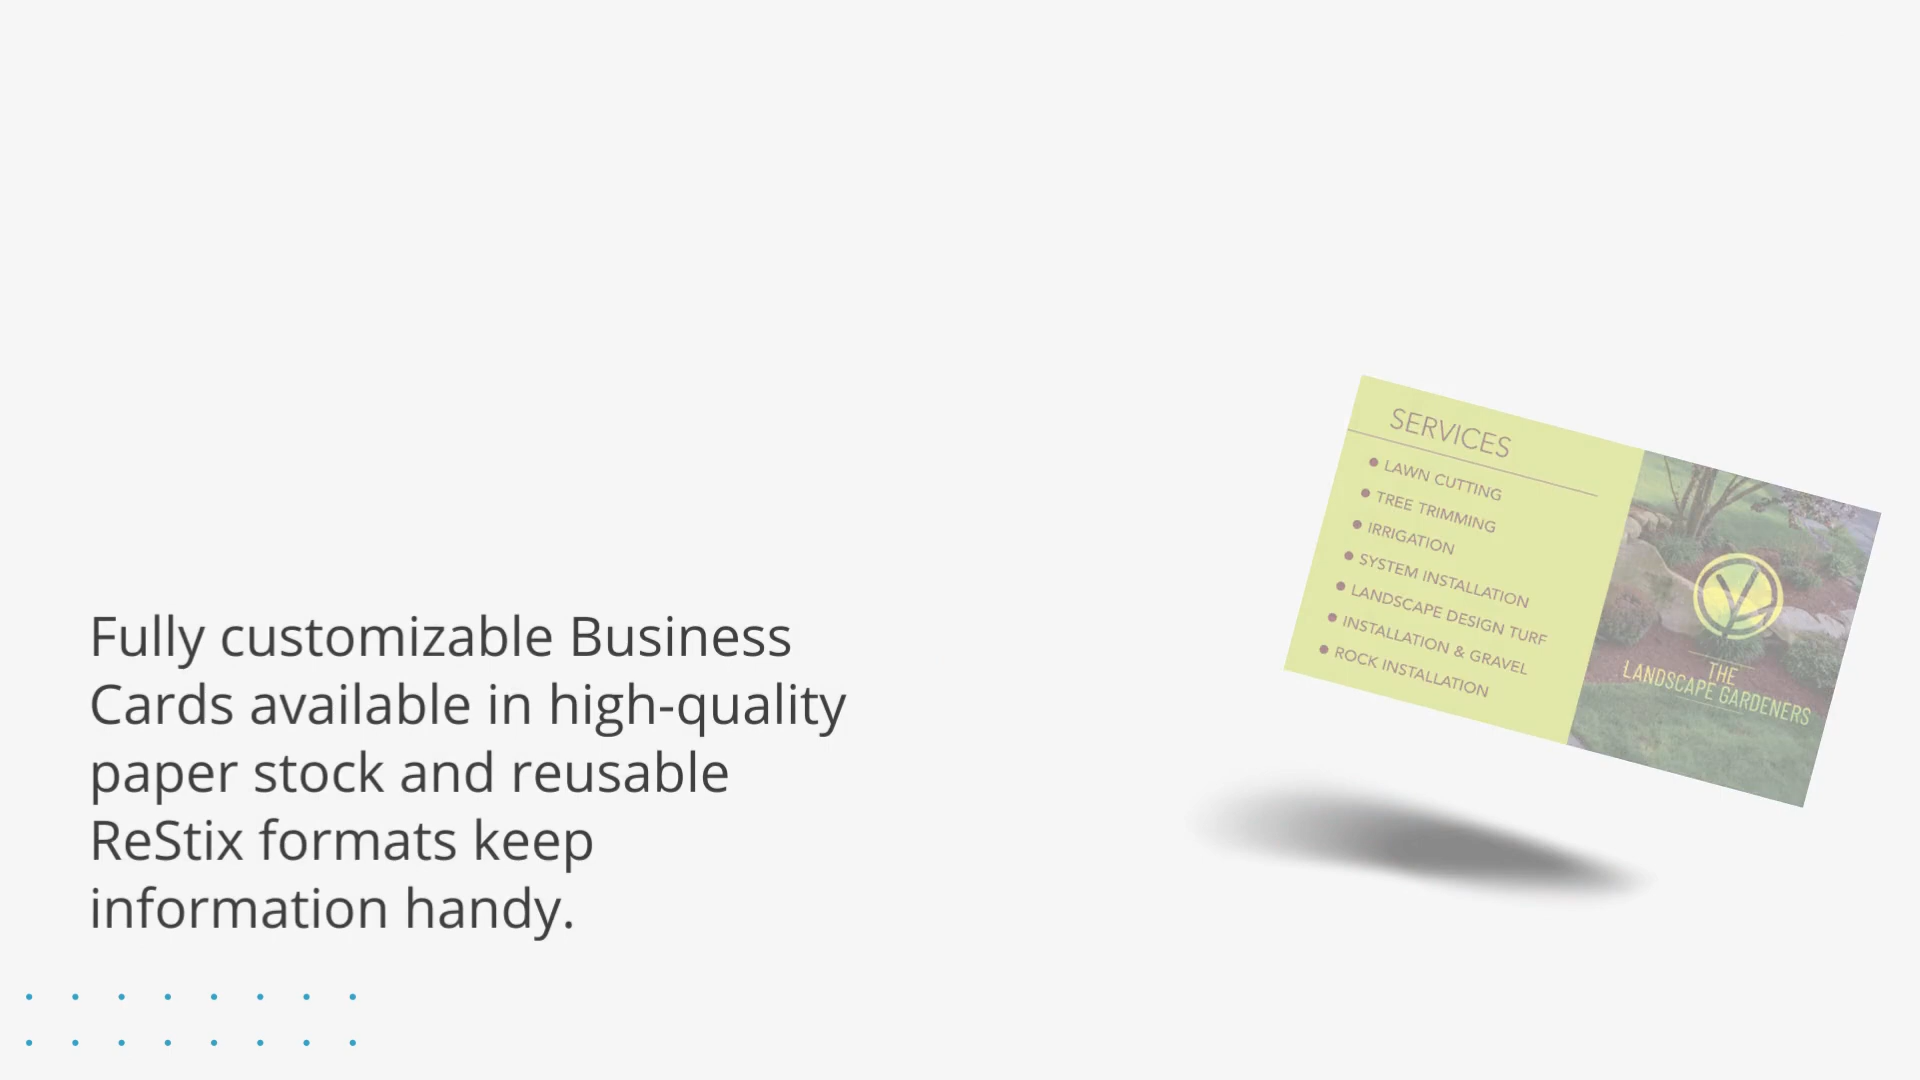 Fully customizable Business
Cards available in high-quality
paper stock and reusable
ReStix formats keep
information handy.
SERVICES
LAWN CUTTING
TREE TRIMMING
IRRIGATION
SYSTEM INSTALLATION
LANDSCAPE DESIGN TURF
INSTALLATION & GRAVEL
ROCK INSTALLATION
THE
LANDSCAPE GARDENERS